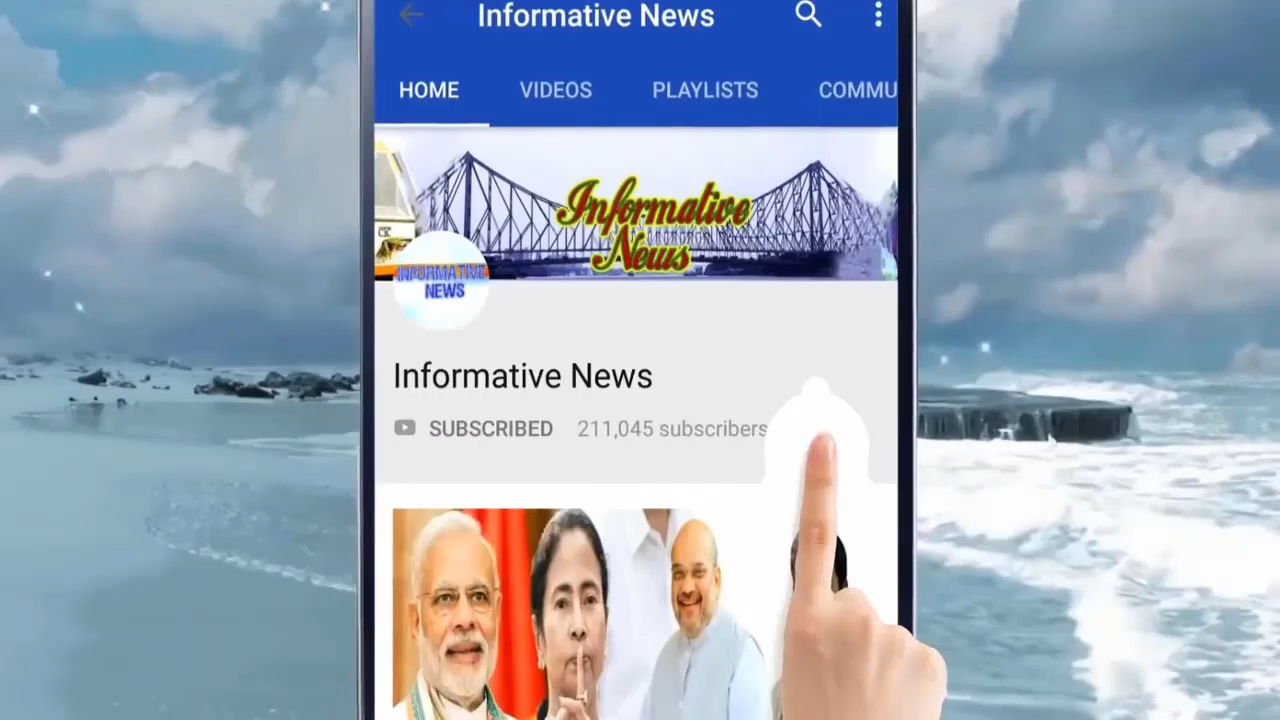 Informative News
HOME VIDEOS PLAYLISTS COMMU
Informative
News
INFORMATIVE
NEWS
Informative News
SUBSCRIBED 211,045 subscribers